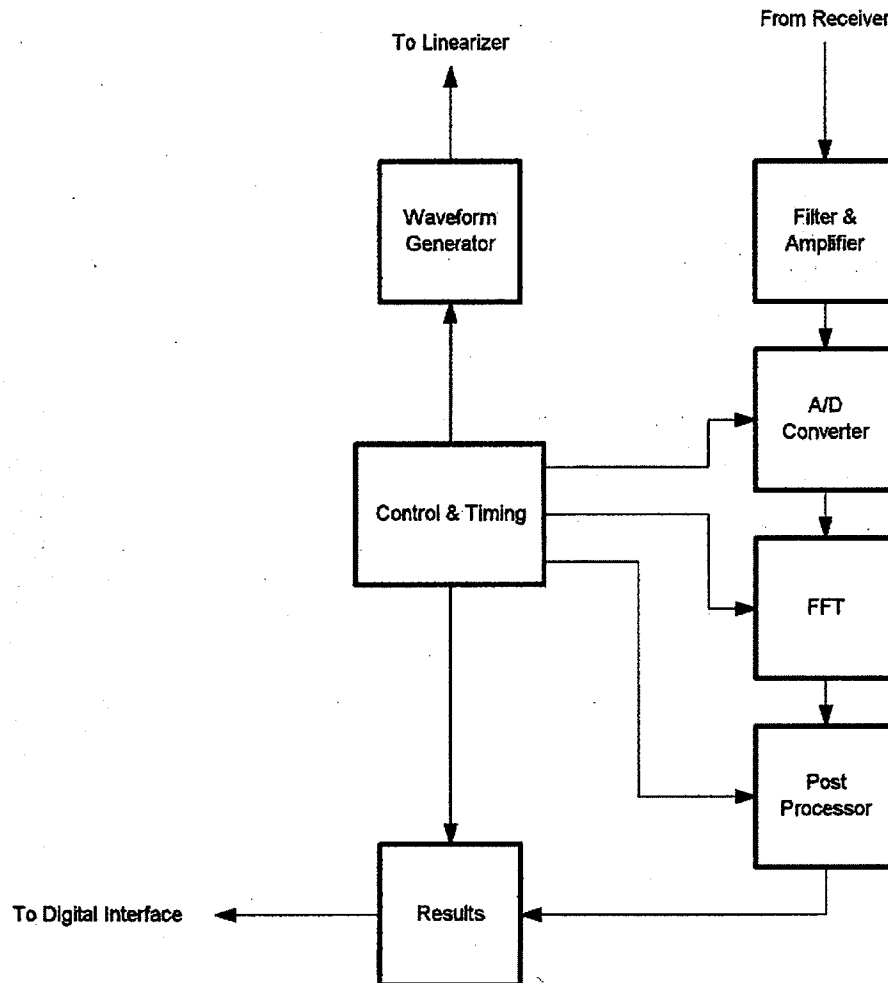 From Receiver
To Linearizer
Waveform
Generator
Filter &
Amplifier
A/D
Converter
Control & Timing
FFT
Post
Processor
To Digital Interface
Results